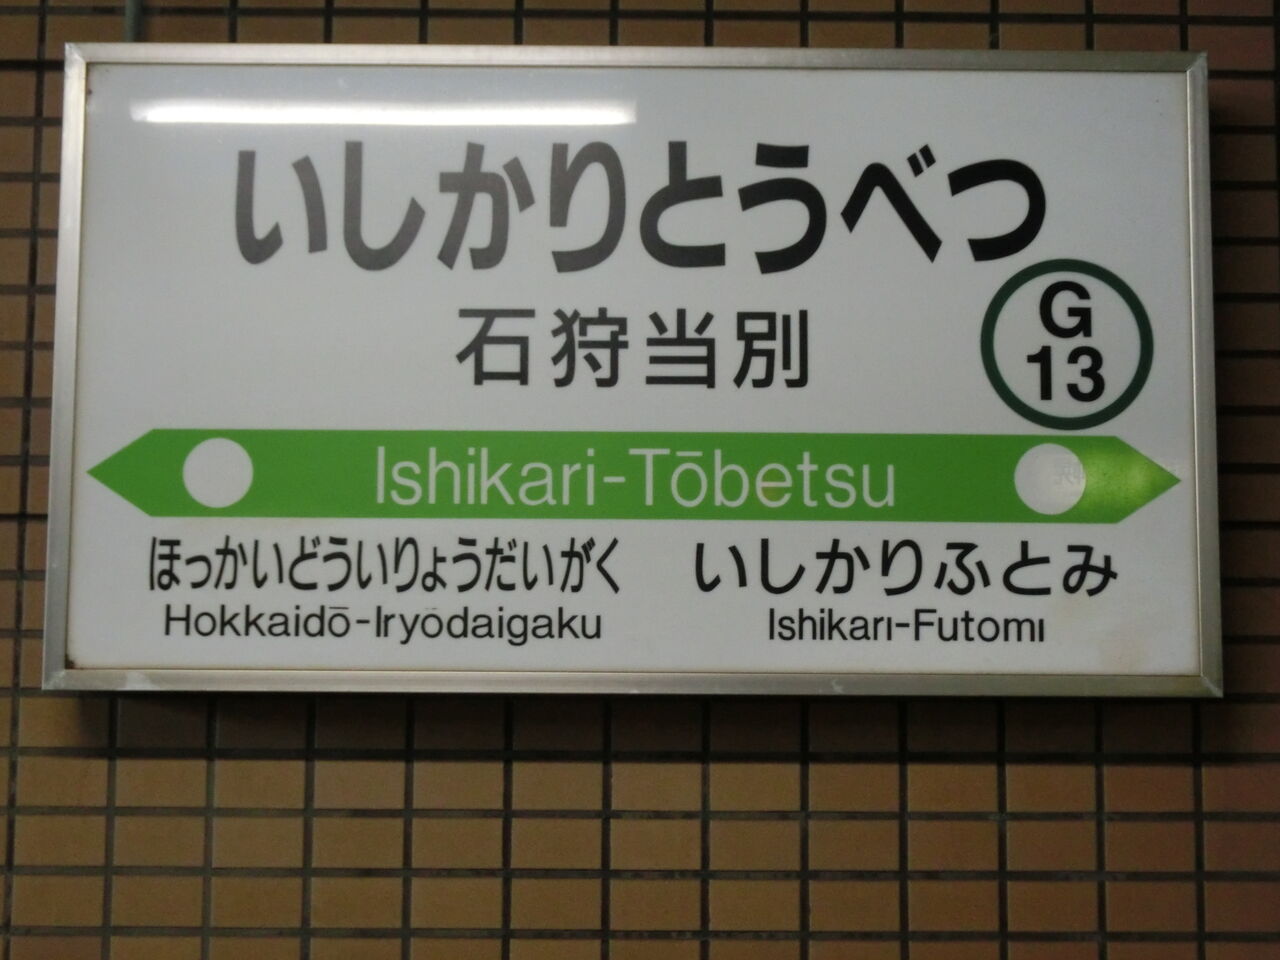 いしかりとうべつ
石狩当別
G
13
Ishikari-Tōbetsu
ほっかいどういりょうだいがく
いしかりふとみ
Hokkaidō-Iryōdaigaku
Ishikari-Futomi